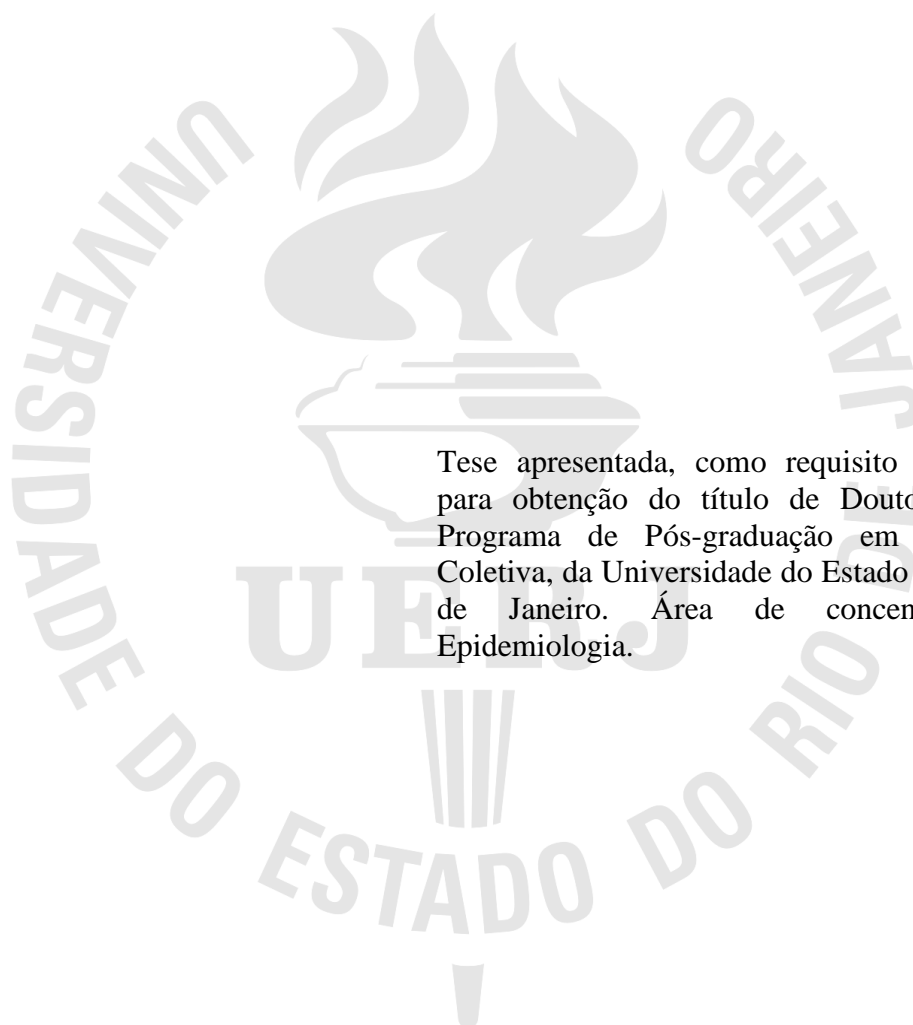 UNIVERSIDADE DO ESTADO DO RIO DE JANEIRO
Tese apresentada, como requisito
para obtenção do título de
Programa de Pós-graduação em
Coletiva, da Universidade do Estado
de Janeiro. Área de
Epidemiologia.
UERJ